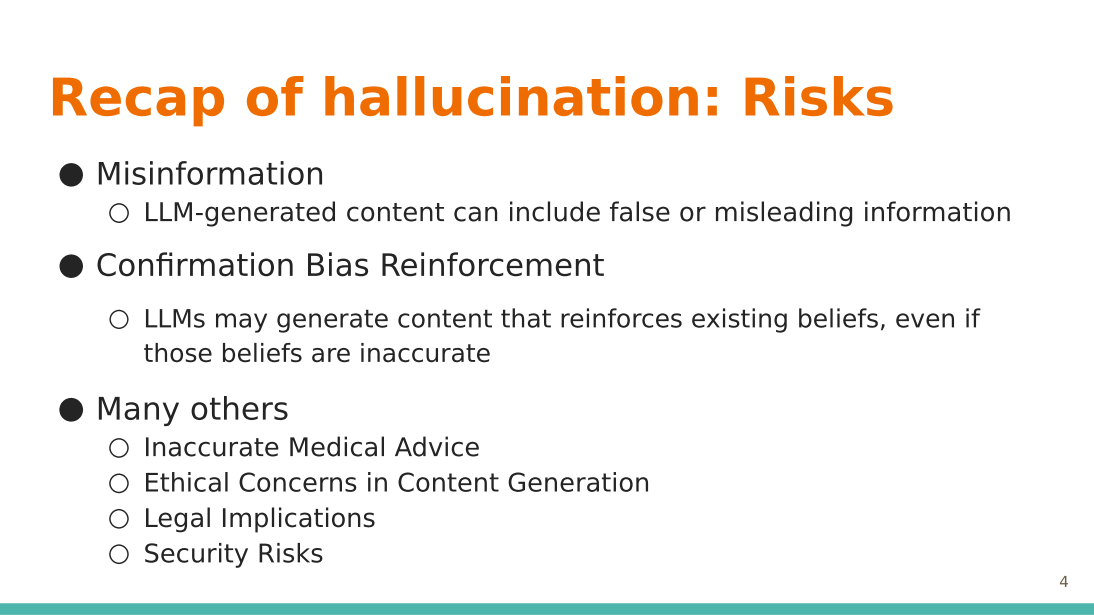 Recap of hallucination: Risks
● Misinformation
○ LLM-generated content can include false or misleading information
● Confirmation Bias Reinforcement
○ LLMs may generate content that reinforces existing beliefs, even if
those beliefs are inaccurate
● Many others
○ Inaccurate Medical Advice
○ Ethical Concerns in Content Generation
○ Legal Implications
○ Security Risks
4